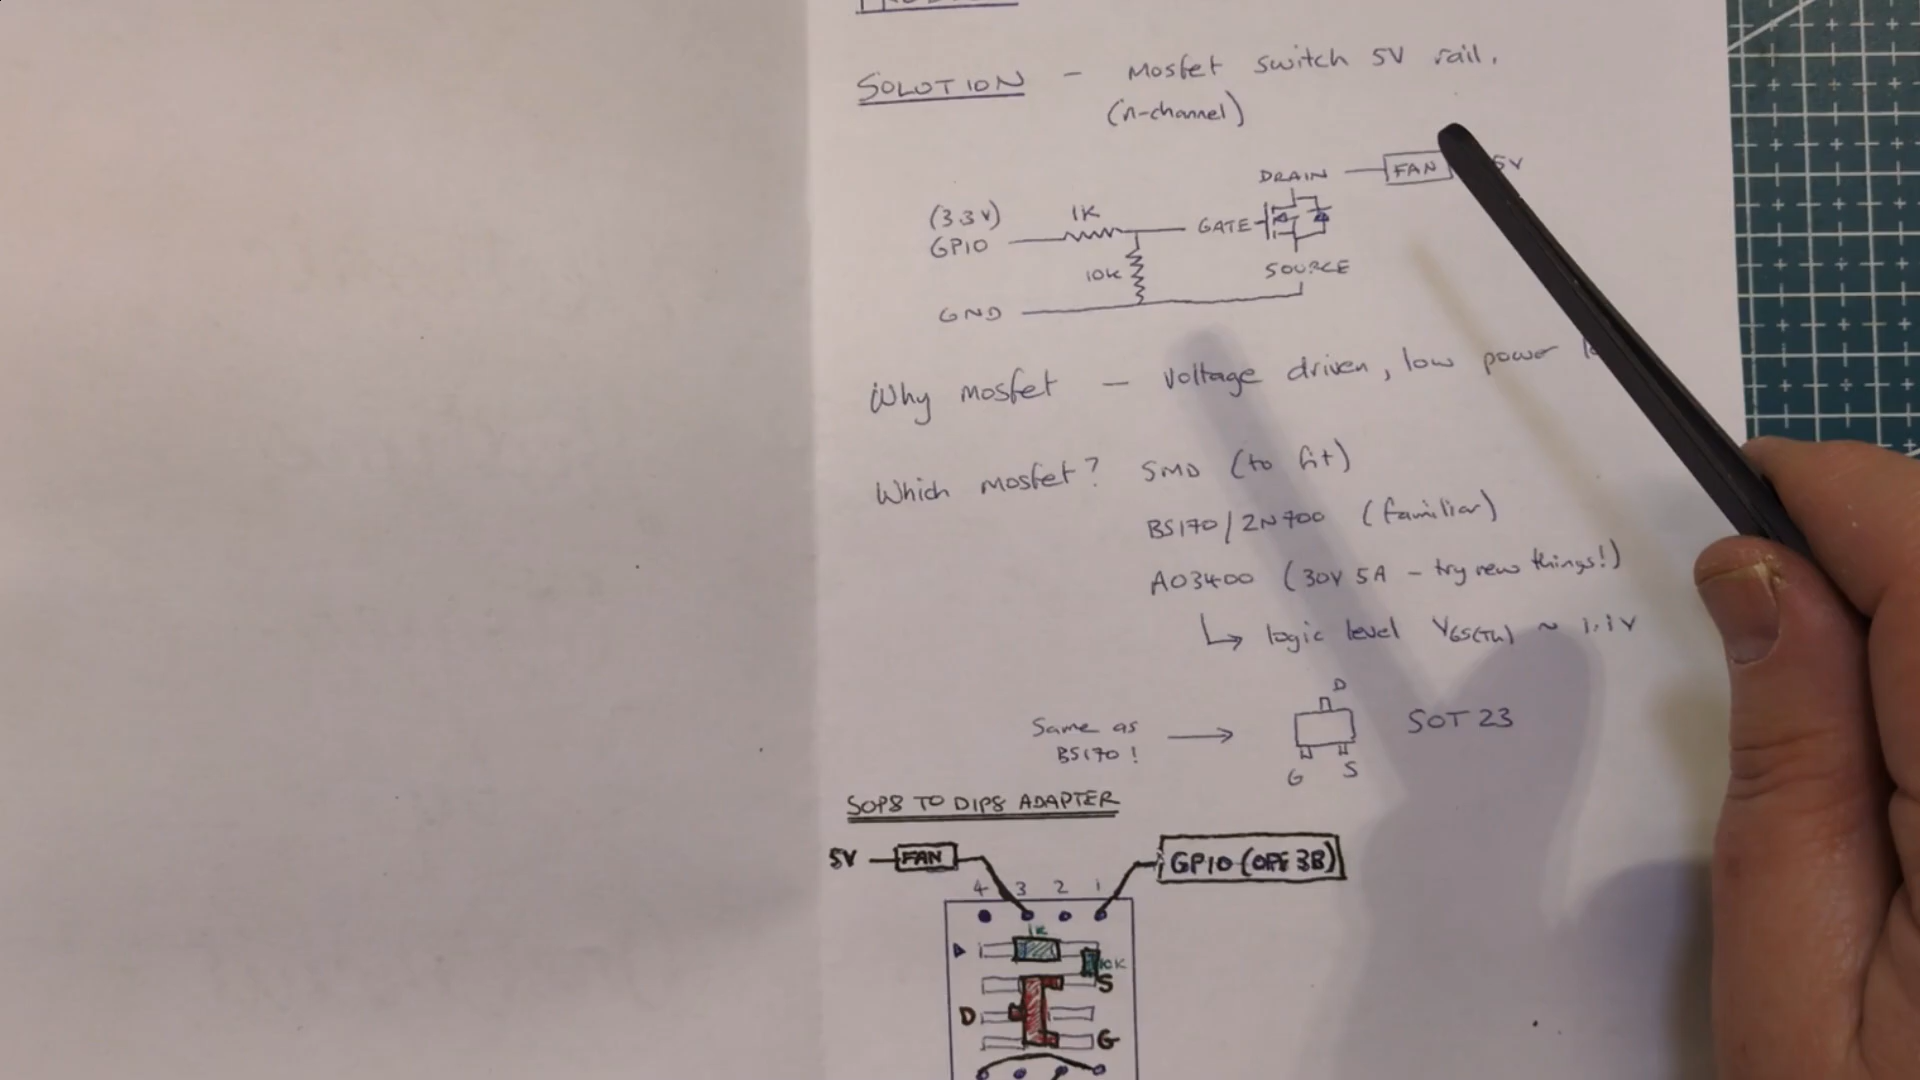 SOLUTION - Mosfet switch 5V rail.
(n-channel)
DRAIN FAN 5V
(3.3V) 1K
GPIO GATE
10K SOURCE
GND
Why mosfet - Voltage driven, low power
Which mosfet? SMD (to fit)
BS170/2N700 (familiar)
AO3400 (30V 5A - try new things!)
logic level VGS(Th) ~ 1.1V
D
Same as SOT23
BS170!
G S
SOP8 TO DIP8 ADAPTER
5V FAN GPIO (OPI 3B)
4 3 2 1
1K
A 10K
S
D
G